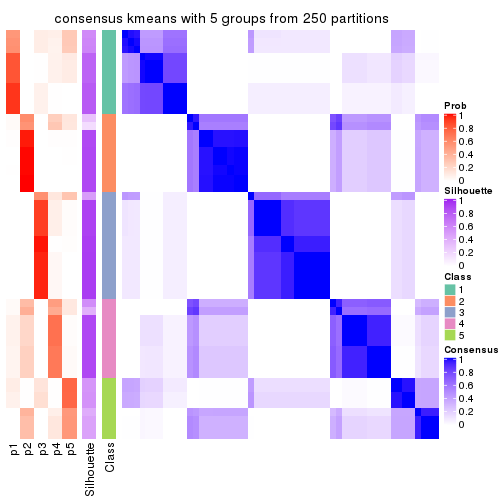 consensus kmeans with 5 groups from 250 partitions
Prob
1
0.8
0.6
0.4
0.2
0
Silhouette
1
0.8
0.6
0.4
0.2
0
Class
1
2
3
4
5
Consensus
1
0.8
0.6
0.4
0.2
0
p1
p2
p3
p4
p5
Silhouette
Class